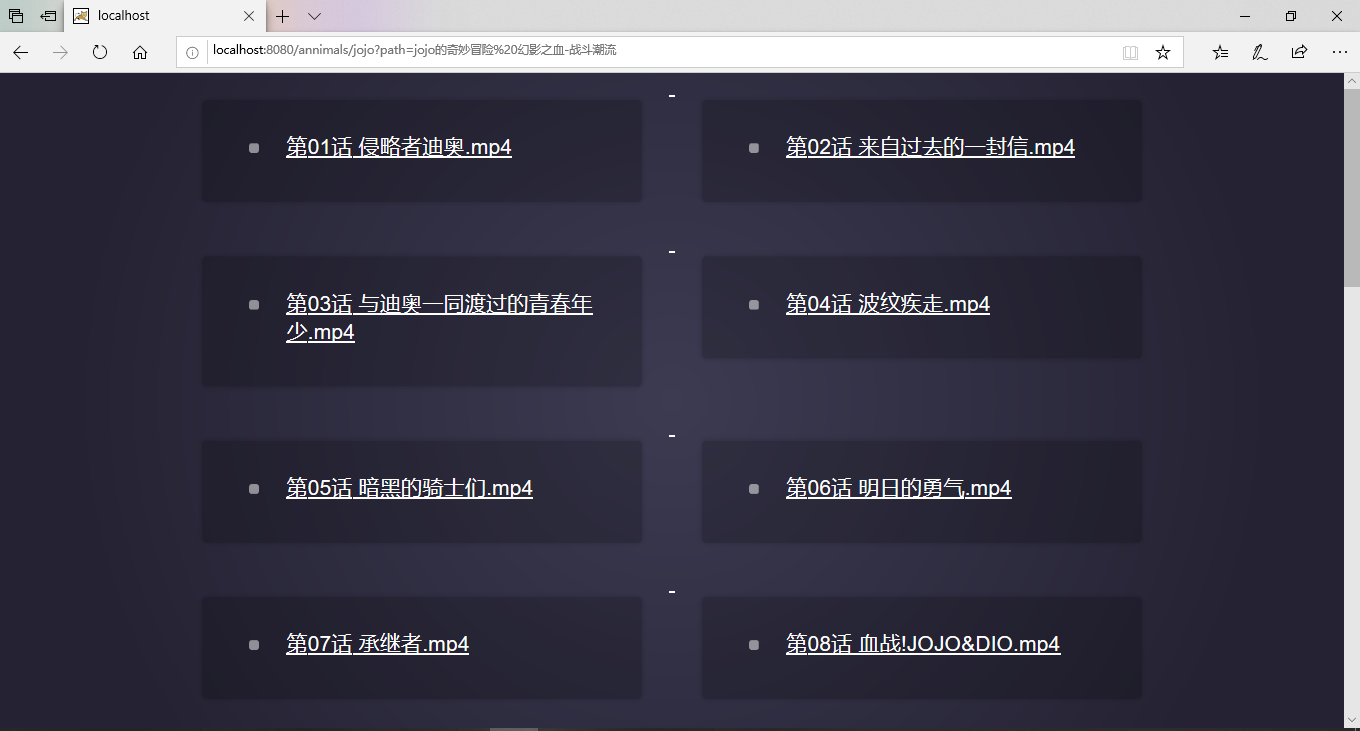 localhost
localhost:8080/annimals/jojo?path=jojo的奇妙冒险%20幻影之血-战斗潮流
第01话 侵略者迪奥.mp4
第02话 来自过去的一封信.mp4
第03话 与迪奥一同渡过的青春年
少.mp4
第04话 波纹疾走.mp4
第05话 暗黑的骑士们.mp4
第06话 明日的勇气.mp4
第07话 承继者.mp4
第08话 血战!JOJO&DIO.mp4